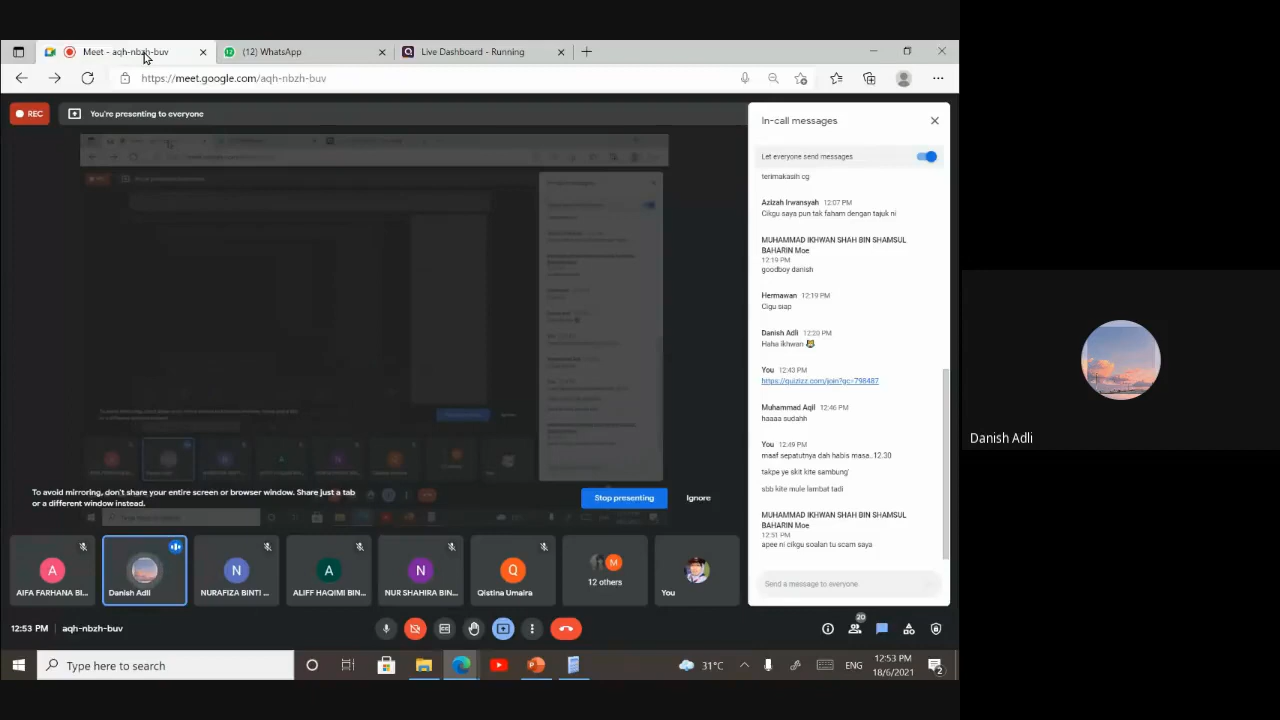 Meet - aqh-nbzh-buv
(12) WhatsApp
Live Dashboard - Running
https://meet.google.com/aqh-nbzh-buv
REC
You're presenting to everyone
In-call messages
Let everyone send messages
terimakasih cg
Azizah Irwansyah 12:07 PM
Cikgu saya pun tak faham dengan tajuk ni
MUHAMMAD IKHWAN SHAH BIN SHAMSUL
BAHARIN Moe
12:19 PM
goodboy danish
Hermawan 12:19 PM
Cigu siap
Danish Adli 12:20 PM
Haha ikhwan 😹
You 12:43 PM
https://quizizz.com/join?gc=798487
Muhammad Aqil 12:46 PM
haaaa sudahh
You 12:49 PM
maaf sepatutnya dah habis masa..12.30
takpe ye skit kite sambung'
sbb kite mule lambat tadi
MUHAMMAD IKHWAN SHAH BIN SHAMSUL
BAHARIN Moe
12:51 PM
apee ni cikgu soalan tu scam saya
Send a message to everyone
To avoid mirroring, don't share your entire screen or browser window. Share just a tab
or a different window instead.
Stop presenting
Ignore
A
AIFA FARHANA BI...
Danish Adli
N
NURAFIZA BINTI ...
A
ALIFF HAQIMI BIN...
N
NUR SHAHIRA BIN...
Q
Qistina Umaira
M
12 others
You
12:53 PM
aqh-nbzh-buv
20
Type here to search
31°C
ENG
12:53 PM
18/6/2021
2
Danish Adli